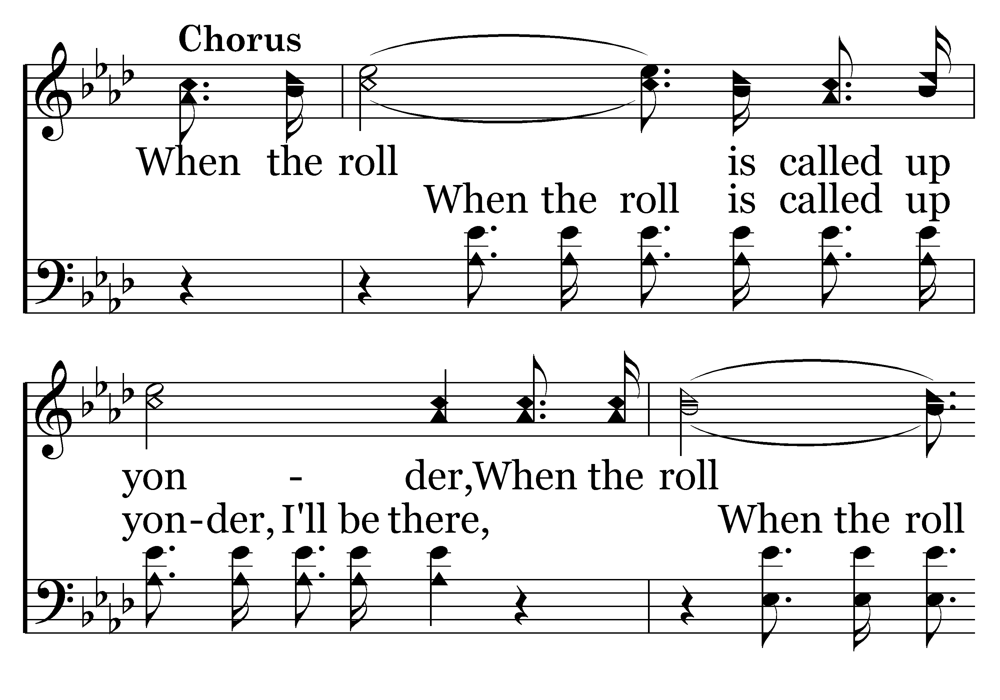 Chorus
When the roll is called up
When the roll is called up
yon - der, When the roll
yon-der, I'll be there, When the roll